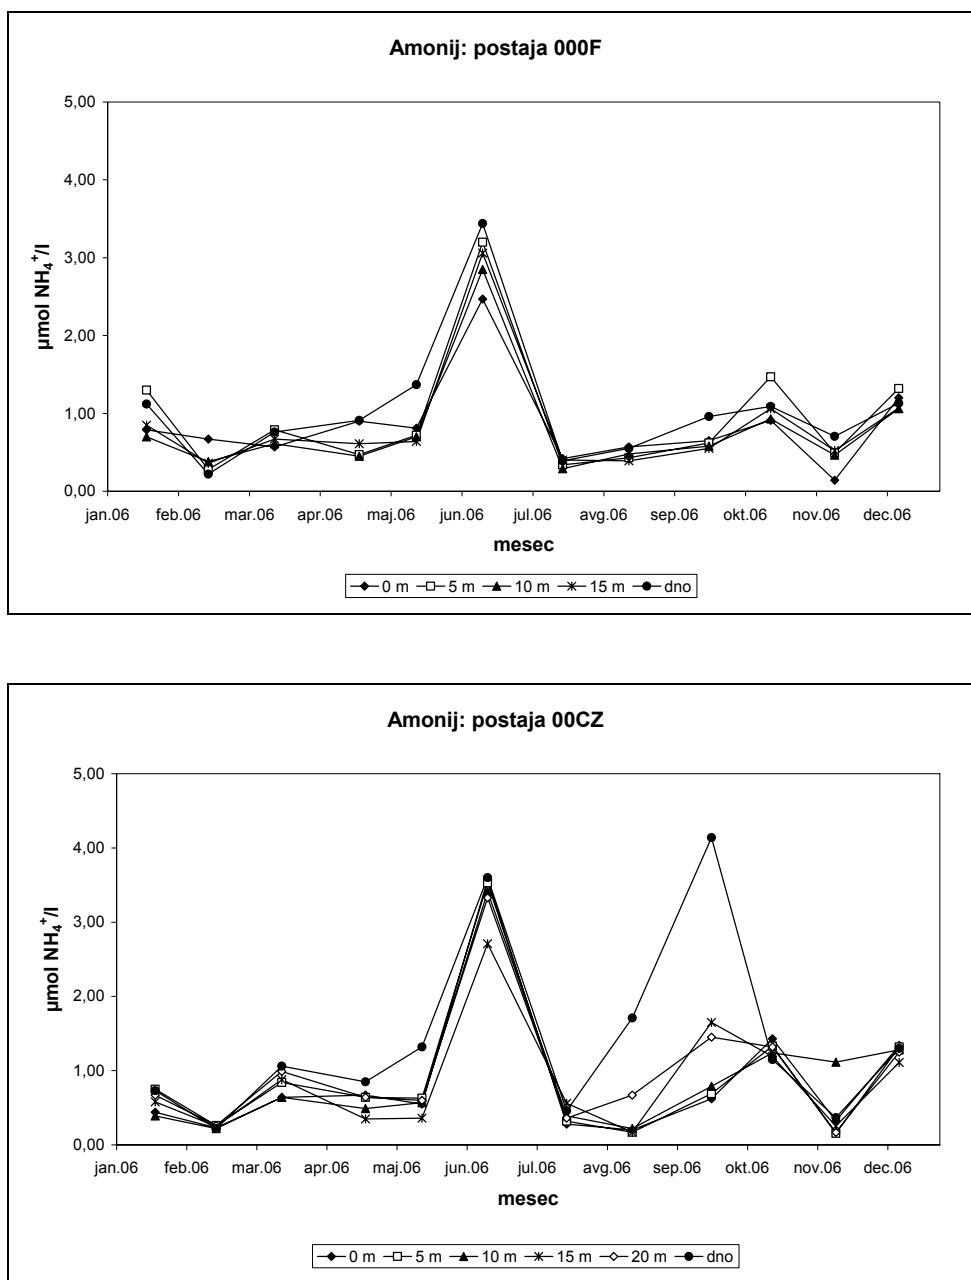 Amonij: postaja 000F
5,00
4,00
3,00
2,00
1,00
0,00
µmol NH₄⁺/l
jan.06 feb.06 mar.06 apr.06 maj.06 jun.06 jul.06 avg.06 sep.06 okt.06 nov.06 dec.06
mesec
0 m 5 m 10 m 15 m dno
Amonij: postaja 00CZ
5,00
4,00
3,00
2,00
1,00
0,00
µmol NH₄⁺/l
jan.06 feb.06 mar.06 apr.06 maj.06 jun.06 jul.06 avg.06 sep.06 okt.06 nov.06 dec.06
mesec
0 m 5 m 10 m 15 m 20 m dno